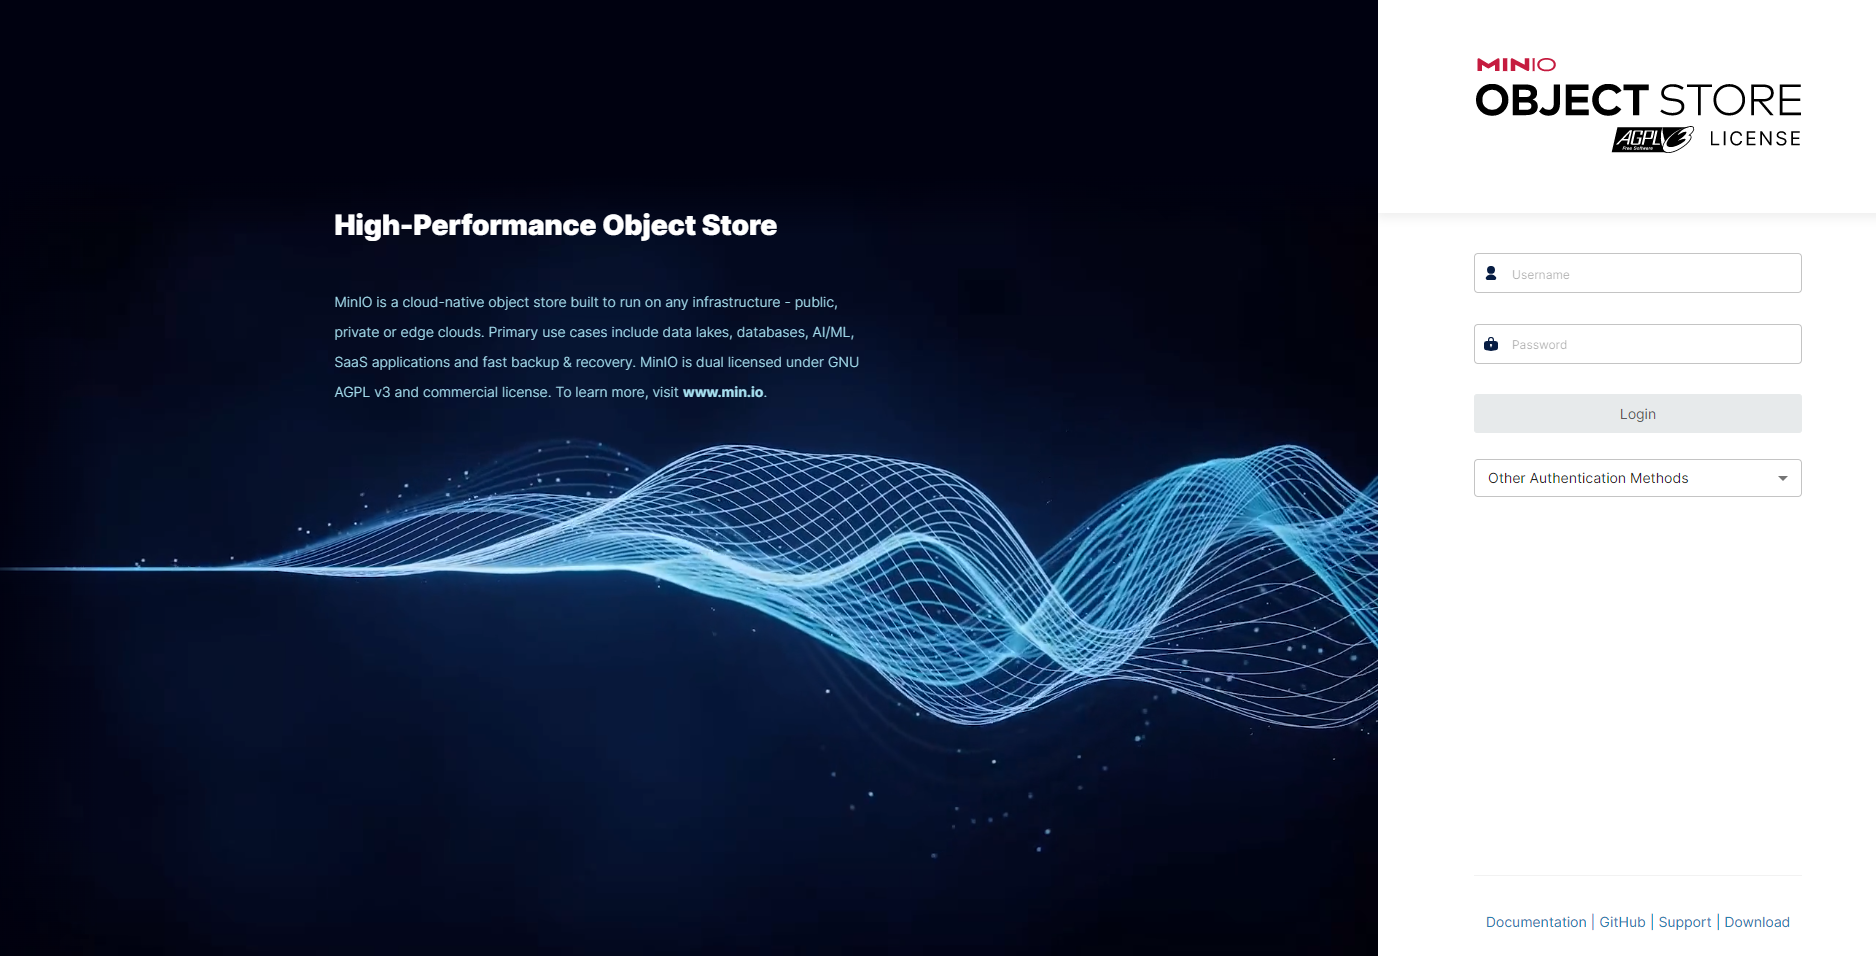 High-Performance Object Store
MinIO is a cloud-native object store built to run on any infrastructure - public,
private or edge clouds. Primary use cases include data lakes, databases, AI/ML,
SaaS applications and fast backup & recovery. MinIO is dual licensed under GNU
AGPL v3 and commercial license. To learn more, visit www.min.io.
MINIO
OBJECT STORE
AGPLv3 LICENSE
Free Software
Username
Password
Login
Other Authentication Methods
Documentation | GitHub | Support | Download